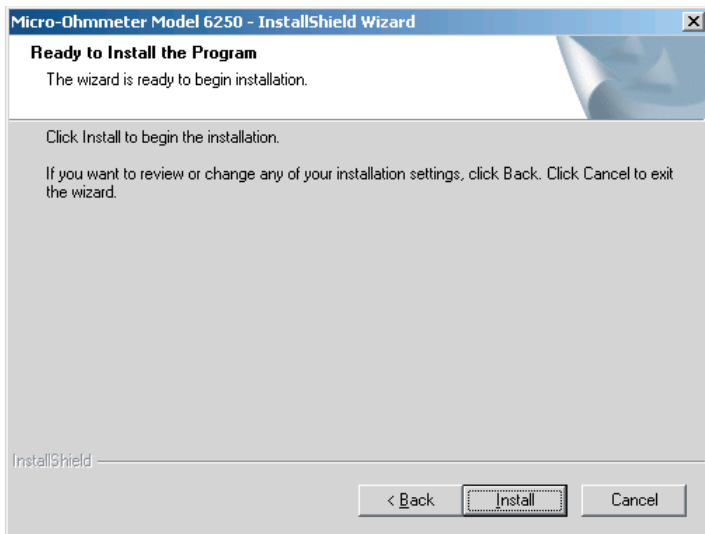 Micro-Ohmmeter Model 6250 - InstallShield Wizard
Ready to Install the Program
The wizard is ready to begin installation.
Click Install to begin the installation.
If you want to review or change any of your installation settings, click Back. Click Cancel to exit
the wizard.
InstallShield
< Back Install Cancel